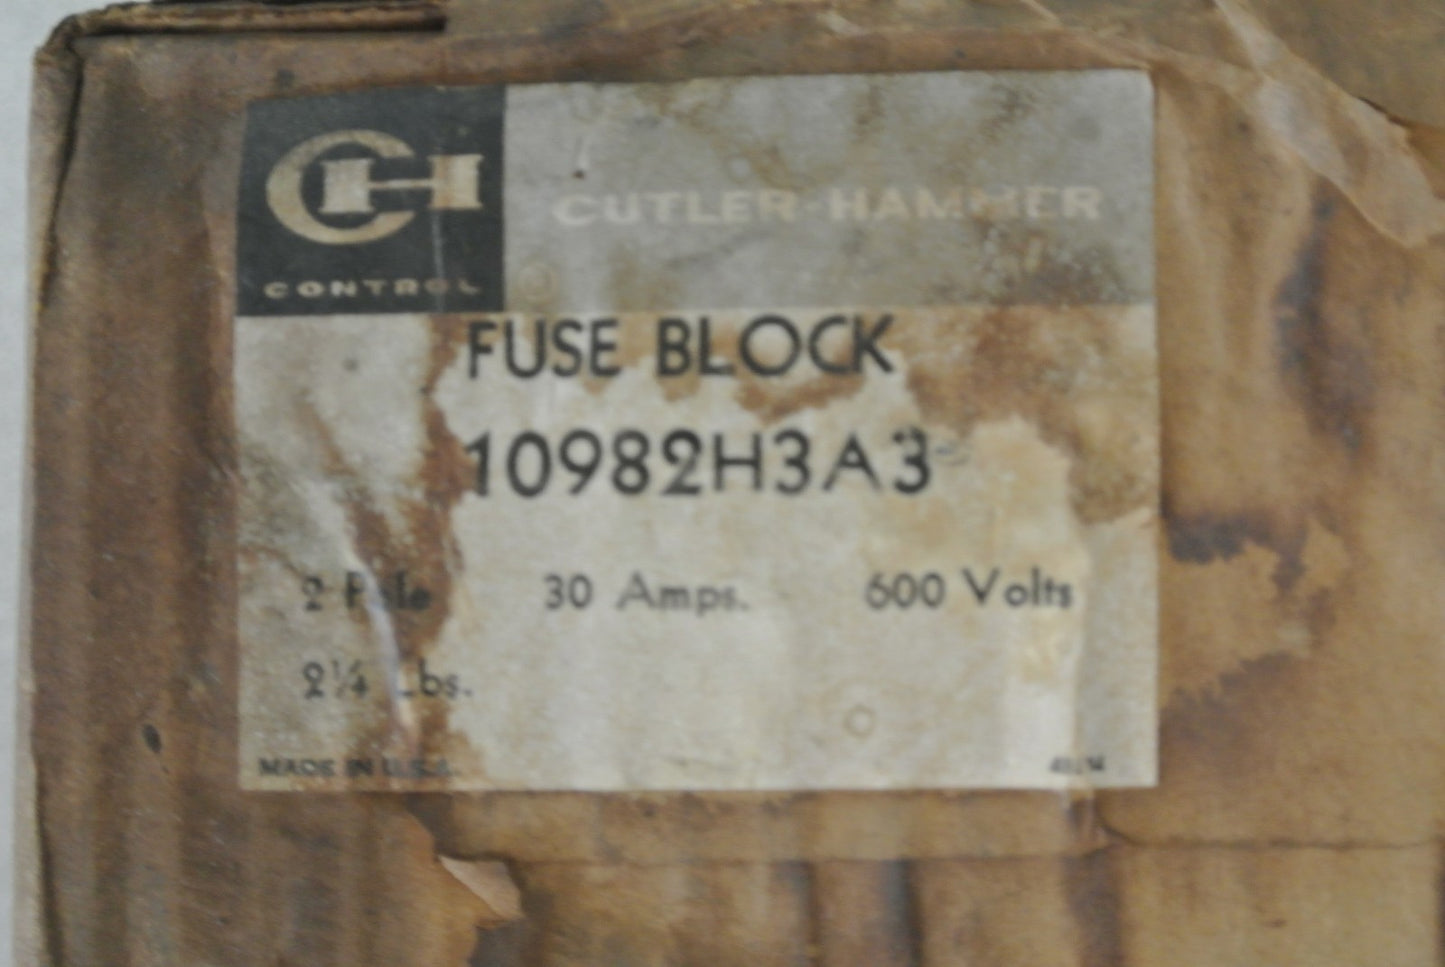 CH
CONTROL
CUTLER-HAMMER
FUSE BLOCK
10982H3A3
2 Pole 30 Amps. 600 Volts
2¼ Lbs.
MADE IN U.S.A.